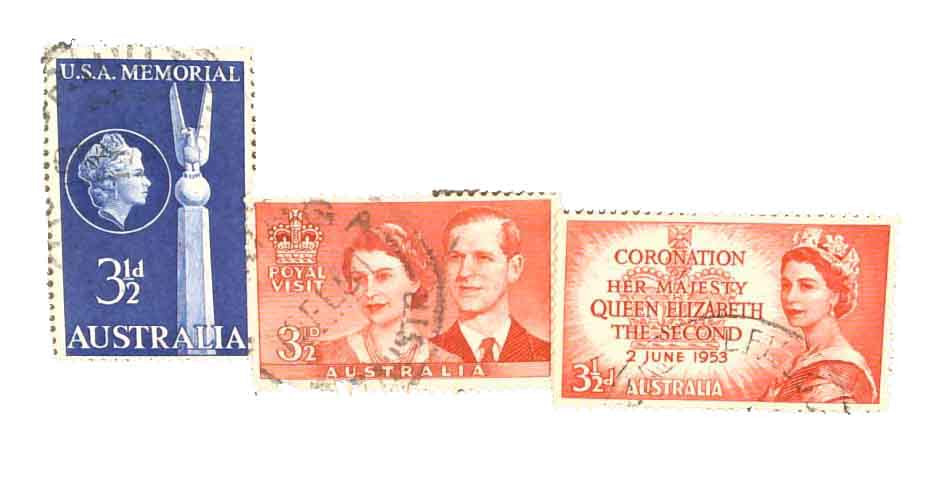 U.S.A. MEMORIAL
3½d
AUSTRALIA
ROYAL
VISIT
3½D
AUSTRALIA
CORONATION
OF
HER MAJESTY
QUEEN ELIZABETH
THE SECOND
2 JUNE 1953
3½d
AUSTRALIA